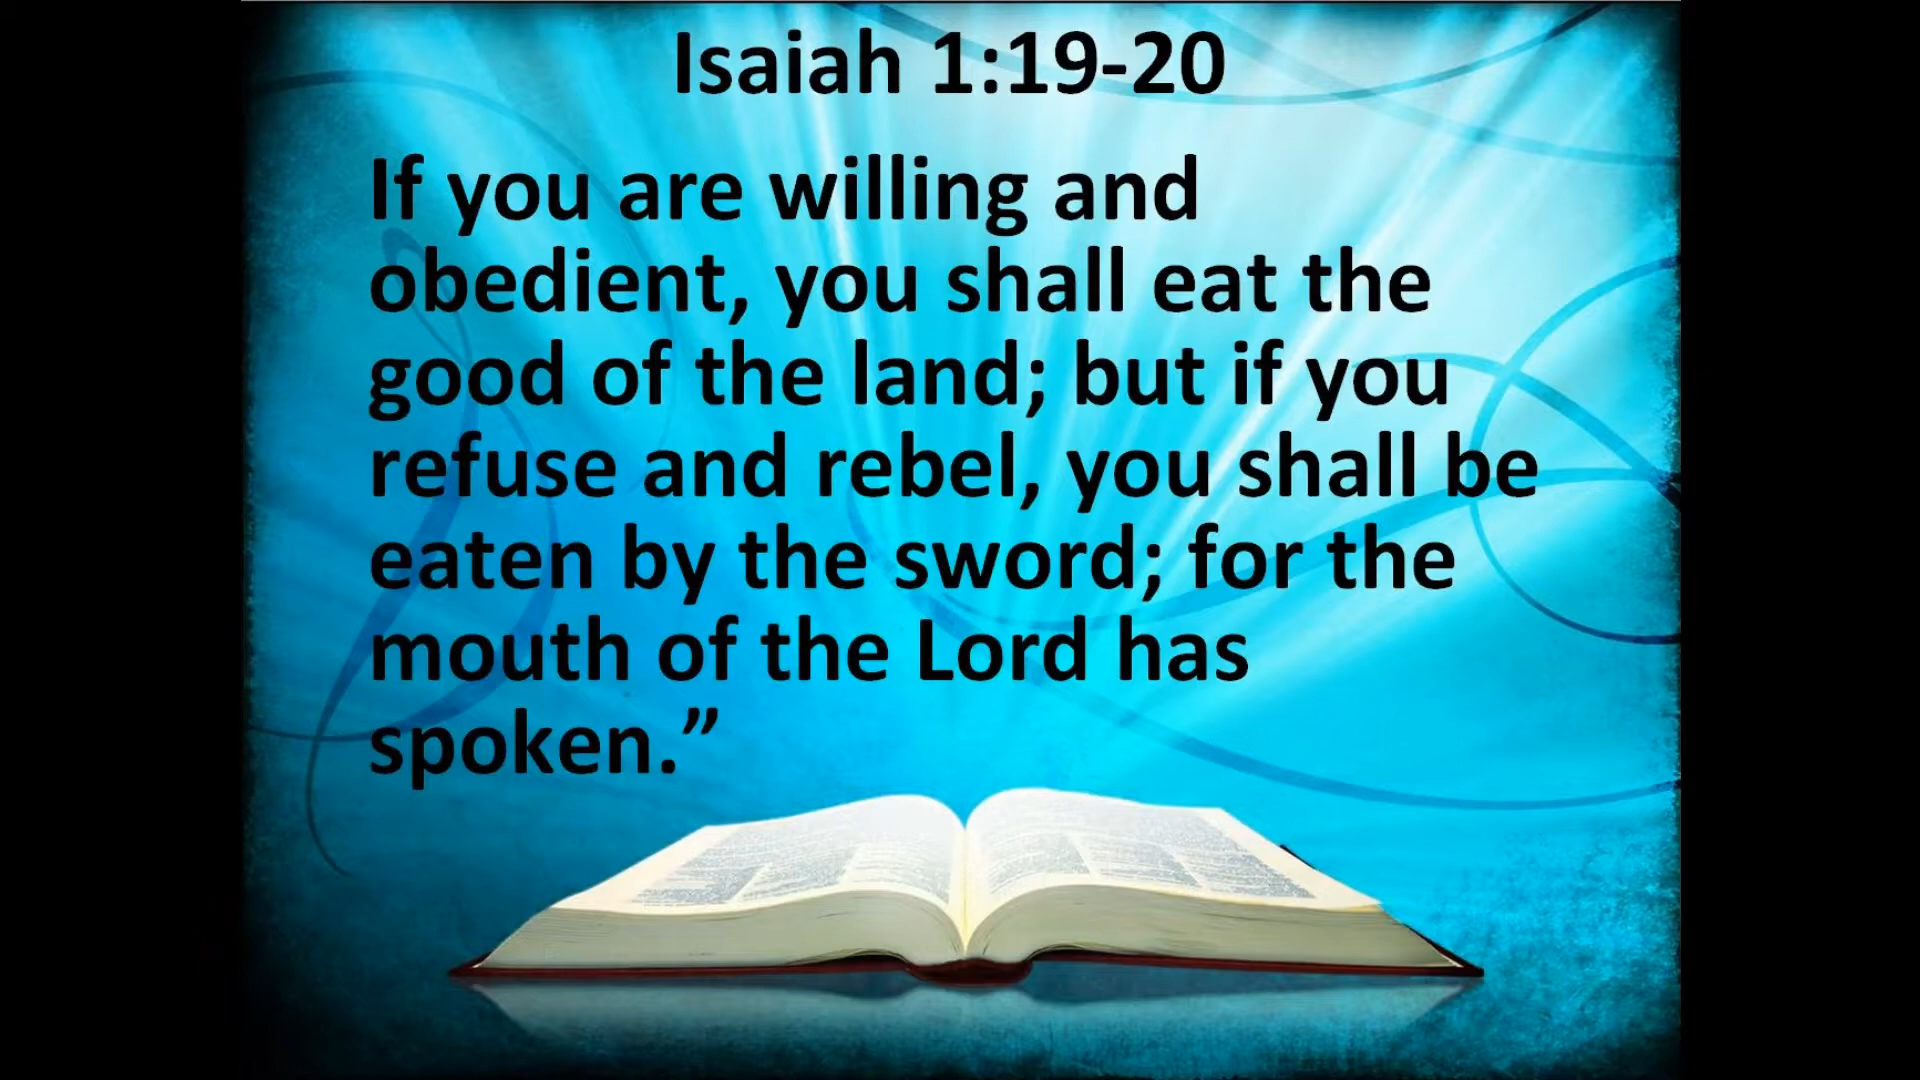 Isaiah 1:19-20
If you are willing and
obedient, you shall eat the
good of the land; but if you
refuse and rebel, you shall be
eaten by the sword; for the
mouth of the Lord has
spoken.”